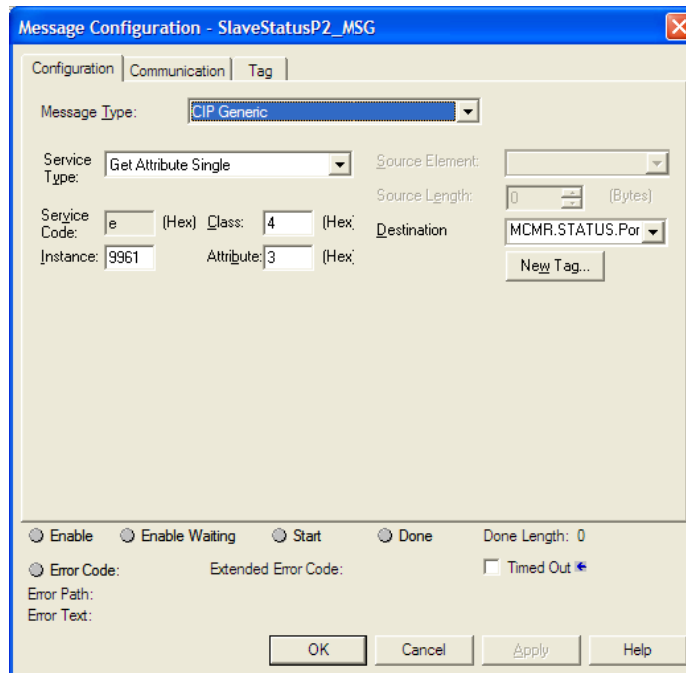 Message Configuration - SlaveStatusP2_MSG
Configuration Communication Tag
Message Type: CIP Generic
Service Type: Get Attribute Single
Source Element:
Source Length: 0 (Bytes)
Service Code: e (Hex) Class: 4 (Hex)
Destination MCMR.STATUS.Por
Instance: 9961 Attribute: 3 (Hex)
New Tag...
Enable Enable Waiting Start Done Done Length: 0
Error Code: Extended Error Code: Timed Out
Error Path:
Error Text:
OK Cancel Apply Help